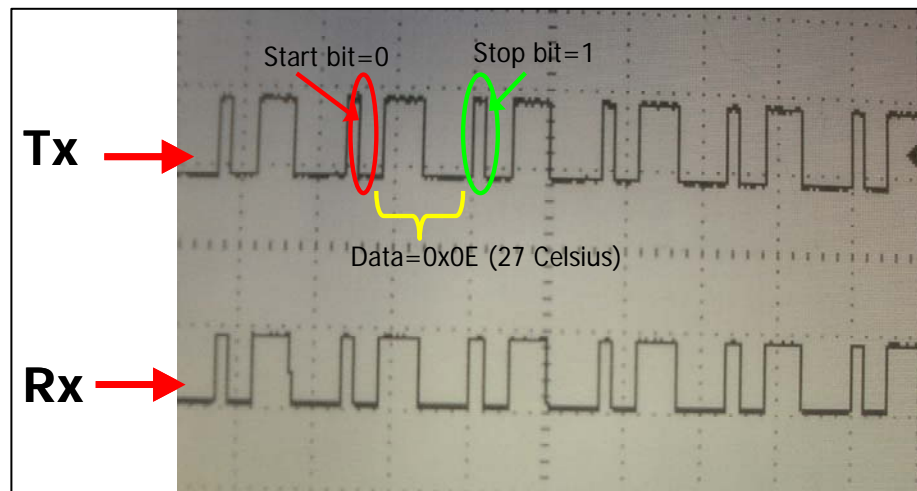 Start bit=0
Stop bit=1
Tx
Data=0x0E (27 Celsius)
Rx